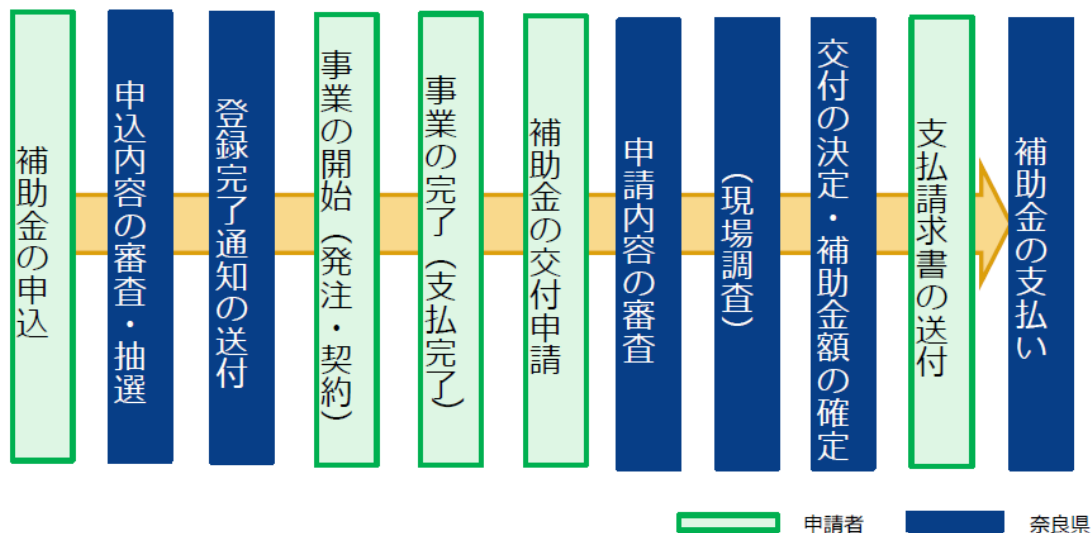 補助金の申込
申込内容の審査・抽選
登録完了通知の送付
事業の開始（発注・契約）
事業の完了（支払完了）
補助金の交付申請
申請内容の審査
（現場調査）
交付の決定・補助金額の確定
支払請求書の送付
補助金の支払い
申請者
奈良県